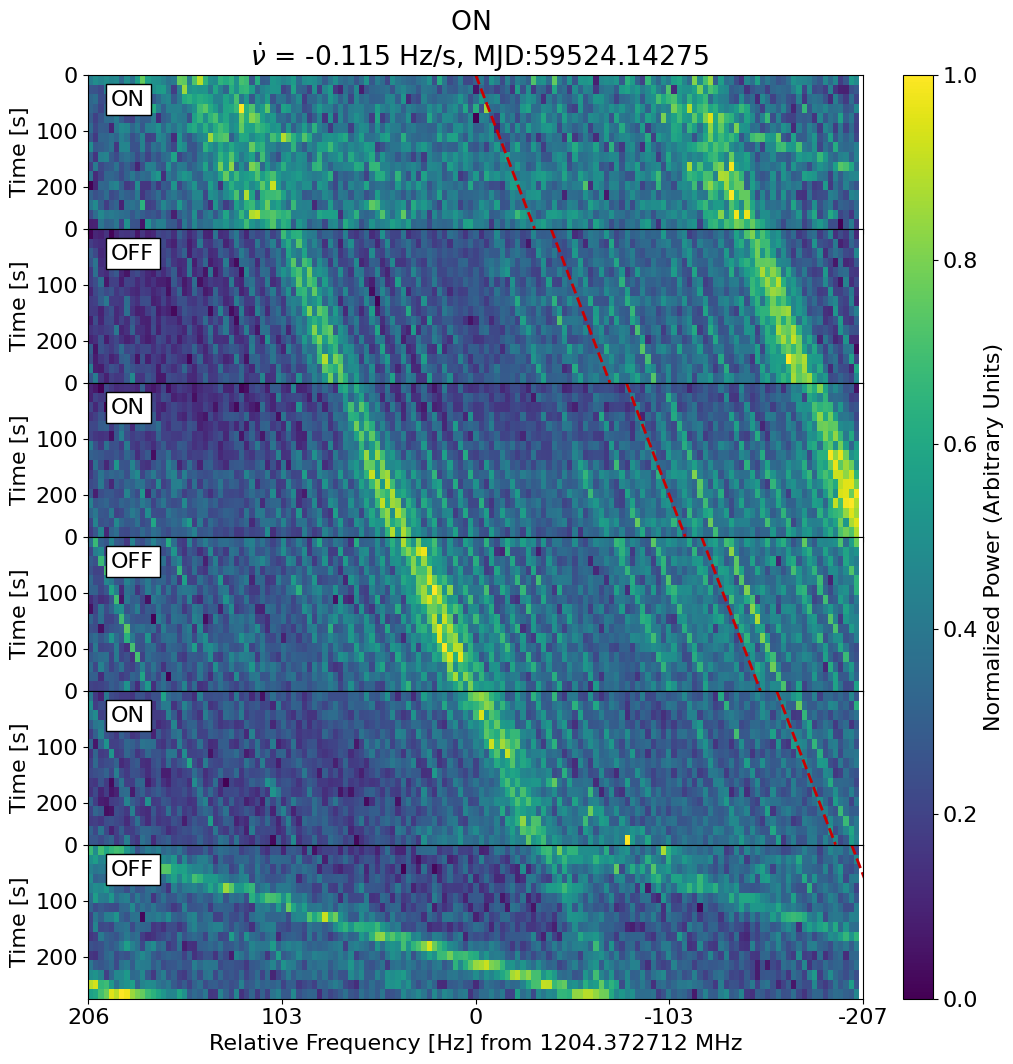 ON
ν̇ = -0.115 Hz/s, MJD:59524.14275
0
100
200
Time [s]
ON
0
100
200
Time [s]
OFF
0
100
200
Time [s]
ON
0
100
200
Time [s]
OFF
0
100
200
Time [s]
ON
0
100
200
Time [s]
OFF
206 103 0 -103 -207
Relative Frequency [Hz] from 1204.372712 MHz
1.0
0.8
0.6
0.4
0.2
0.0
Normalized Power (Arbitrary Units)